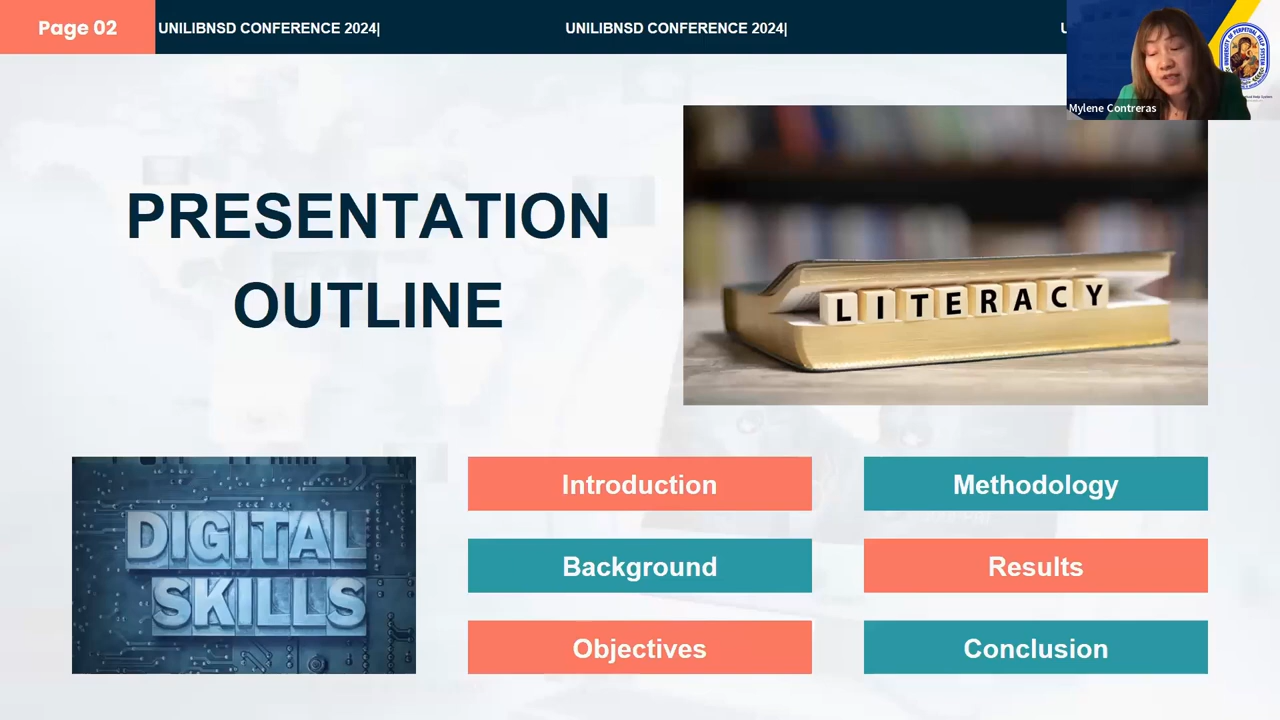 Page 02
UNILIBNSD CONFERENCE 2024|
UNILIBNSD CONFERENCE 2024|
Mylene Contreras
PRESENTATION
OUTLINE
LITERACY
DIGITAL
SKILLS
Introduction
Methodology
Background
Results
Objectives
Conclusion